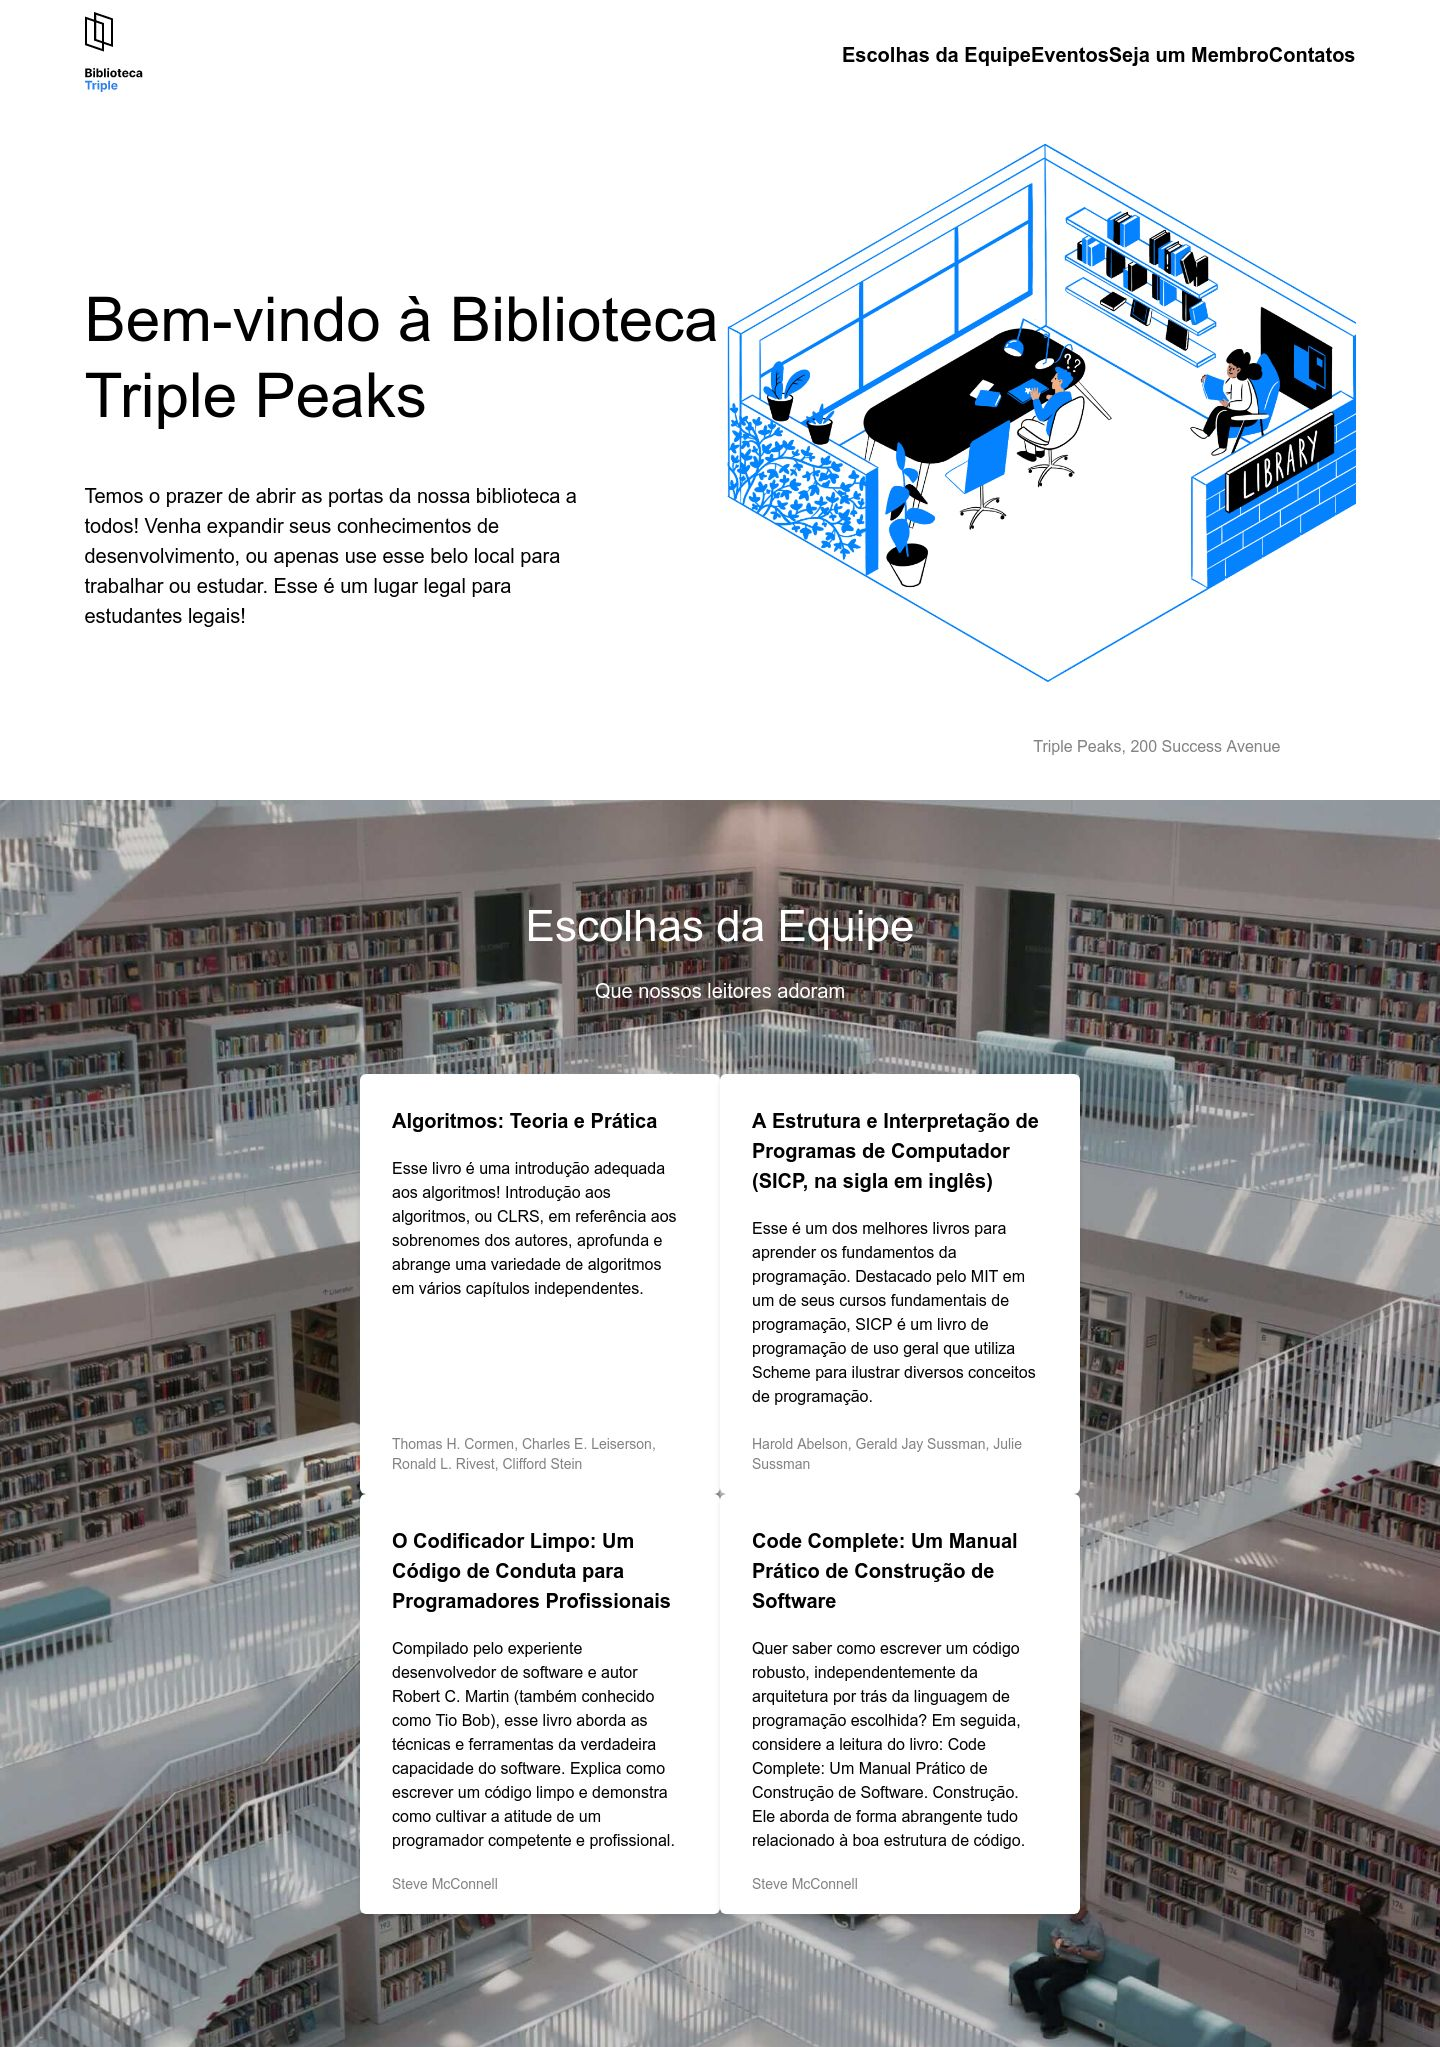 Biblioteca
Triple
Escolhas da EquipeEventosSeja um MembroContatos
Bem-vindo à Biblioteca
Triple Peaks
Temos o prazer de abrir as portas da nossa biblioteca a
todos! Venha expandir seus conhecimentos de
desenvolvimento, ou apenas use esse belo local para
trabalhar ou estudar. Esse é um lugar legal para
estudantes legais!
??
LIBRARY
Triple Peaks, 200 Success Avenue
Escolhas da Equipe
Que nossos leitores adoram
Algoritmos: Teoria e Prática
Esse livro é uma introdução adequada
aos algoritmos! Introdução aos
algoritmos, ou CLRS, em referência aos
sobrenomes dos autores, aprofunda e
abrange uma variedade de algoritmos
em vários capítulos independentes.
Thomas H. Cormen, Charles E. Leiserson,
Ronald L. Rivest, Clifford Stein
A Estrutura e Interpretação de
Programas de Computador
(SICP, na sigla em inglês)
Esse é um dos melhores livros para
aprender os fundamentos da
programação. Destacado pelo MIT em
um de seus cursos fundamentais de
programação, SICP é um livro de
programação de uso geral que utiliza
Scheme para ilustrar diversos conceitos
de programação.
Harold Abelson, Gerald Jay Sussman, Julie
Sussman
O Codificador Limpo: Um
Código de Conduta para
Programadores Profissionais
Compilado pelo experiente
desenvolvedor de software e autor
Robert C. Martin (também conhecido
como Tio Bob), esse livro aborda as
técnicas e ferramentas da verdadeira
capacidade do software. Explica como
escrever um código limpo e demonstra
como cultivar a atitude de um
programador competente e profissional.
Steve McConnell
Code Complete: Um Manual
Prático de Construção de
Software
Quer saber como escrever um código
robusto, independentemente da
arquitetura por trás da linguagem de
programação escolhida? Em seguida,
considere a leitura do livro: Code
Complete: Um Manual Prático de
Construção de Software. Construção.
Ele aborda de forma abrangente tudo
relacionado à boa estrutura de código.
Steve McConnell